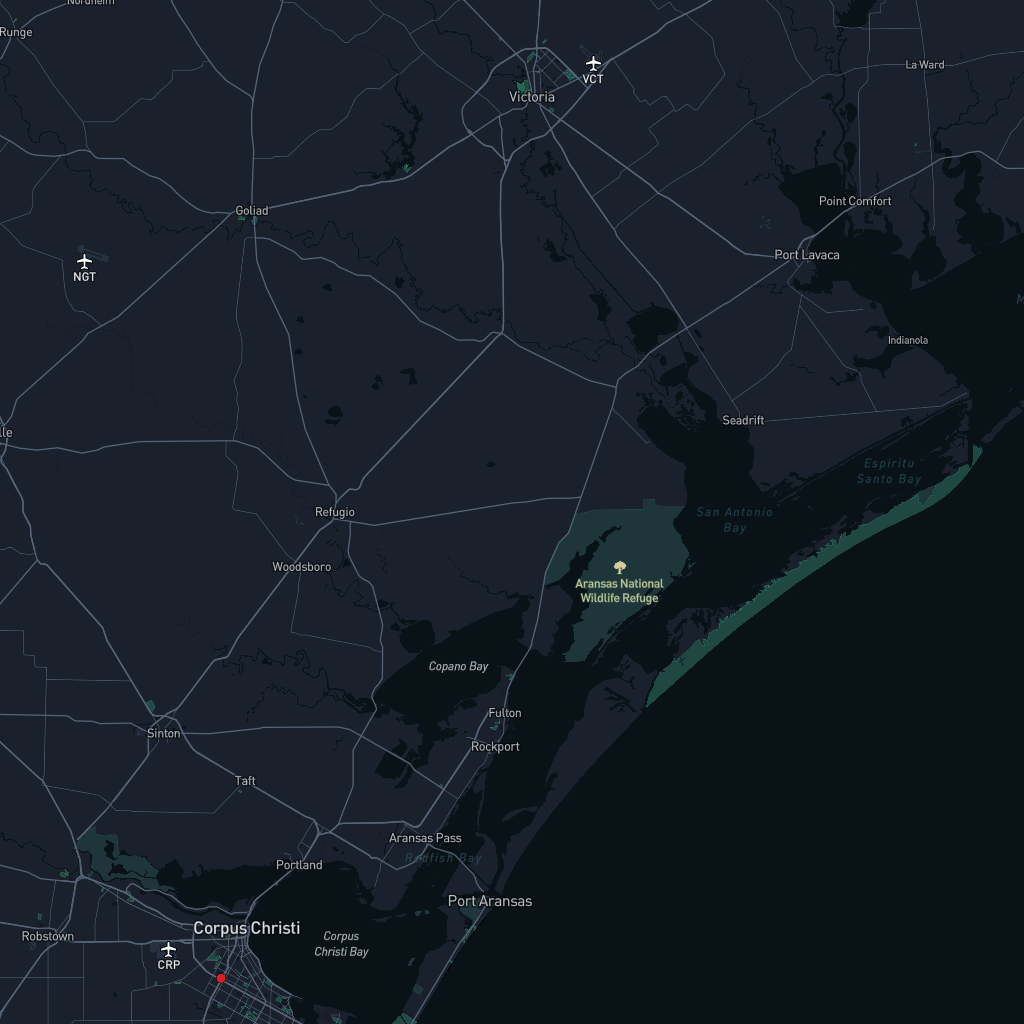 Nordheim
Runge
La Ward
VCT
Victoria
Point Comfort
Goliad
Port Lavaca
NGT
Indianola
Seadrift
lle
Espiritu
Santo Bay
Refugio
San Antonio
Bay
Woodsboro
Aransas National
Wildlife Refuge
Copano Bay
Fulton
Sinton
Rockport
Taft
Aransas Pass
Redfish Bay
Portland
Port Aransas
Corpus Christi
Robstown
Corpus
Christi Bay
CRP
M